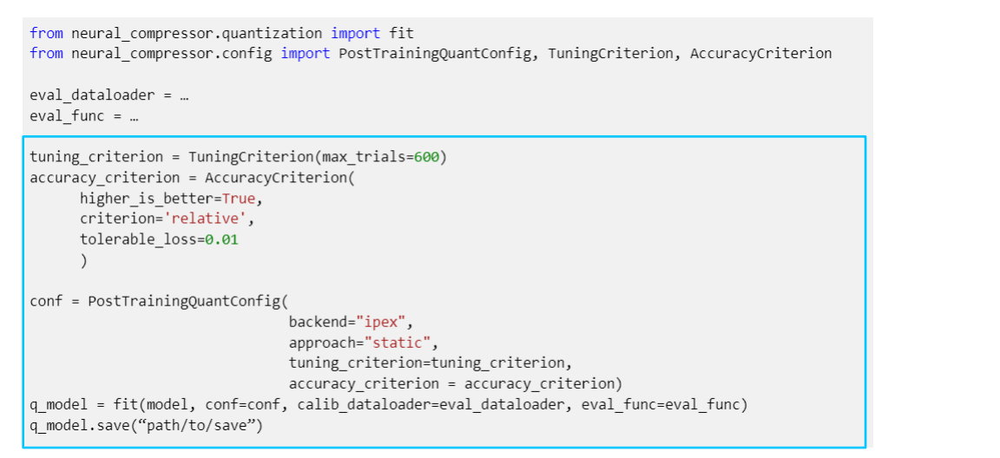 from neural_compressor.quantization import fit
from neural_compressor.config import PostTrainingQuantConfig, TuningCriterion, AccuracyCriterion
eval_dataloader = …
eval_func = …
tuning_criterion = TuningCriterion(max_trials=600)
accuracy_criterion = AccuracyCriterion(
higher_is_better=True,
criterion='relative',
tolerable_loss=0.01
)
conf = PostTrainingQuantConfig(
backend="ipex",
approach="static",
tuning_criterion=tuning_criterion,
accuracy_criterion = accuracy_criterion)
q_model = fit(model, conf=conf, calib_dataloader=eval_dataloader, eval_func=eval_func)
q_model.save(“path/to/save”)